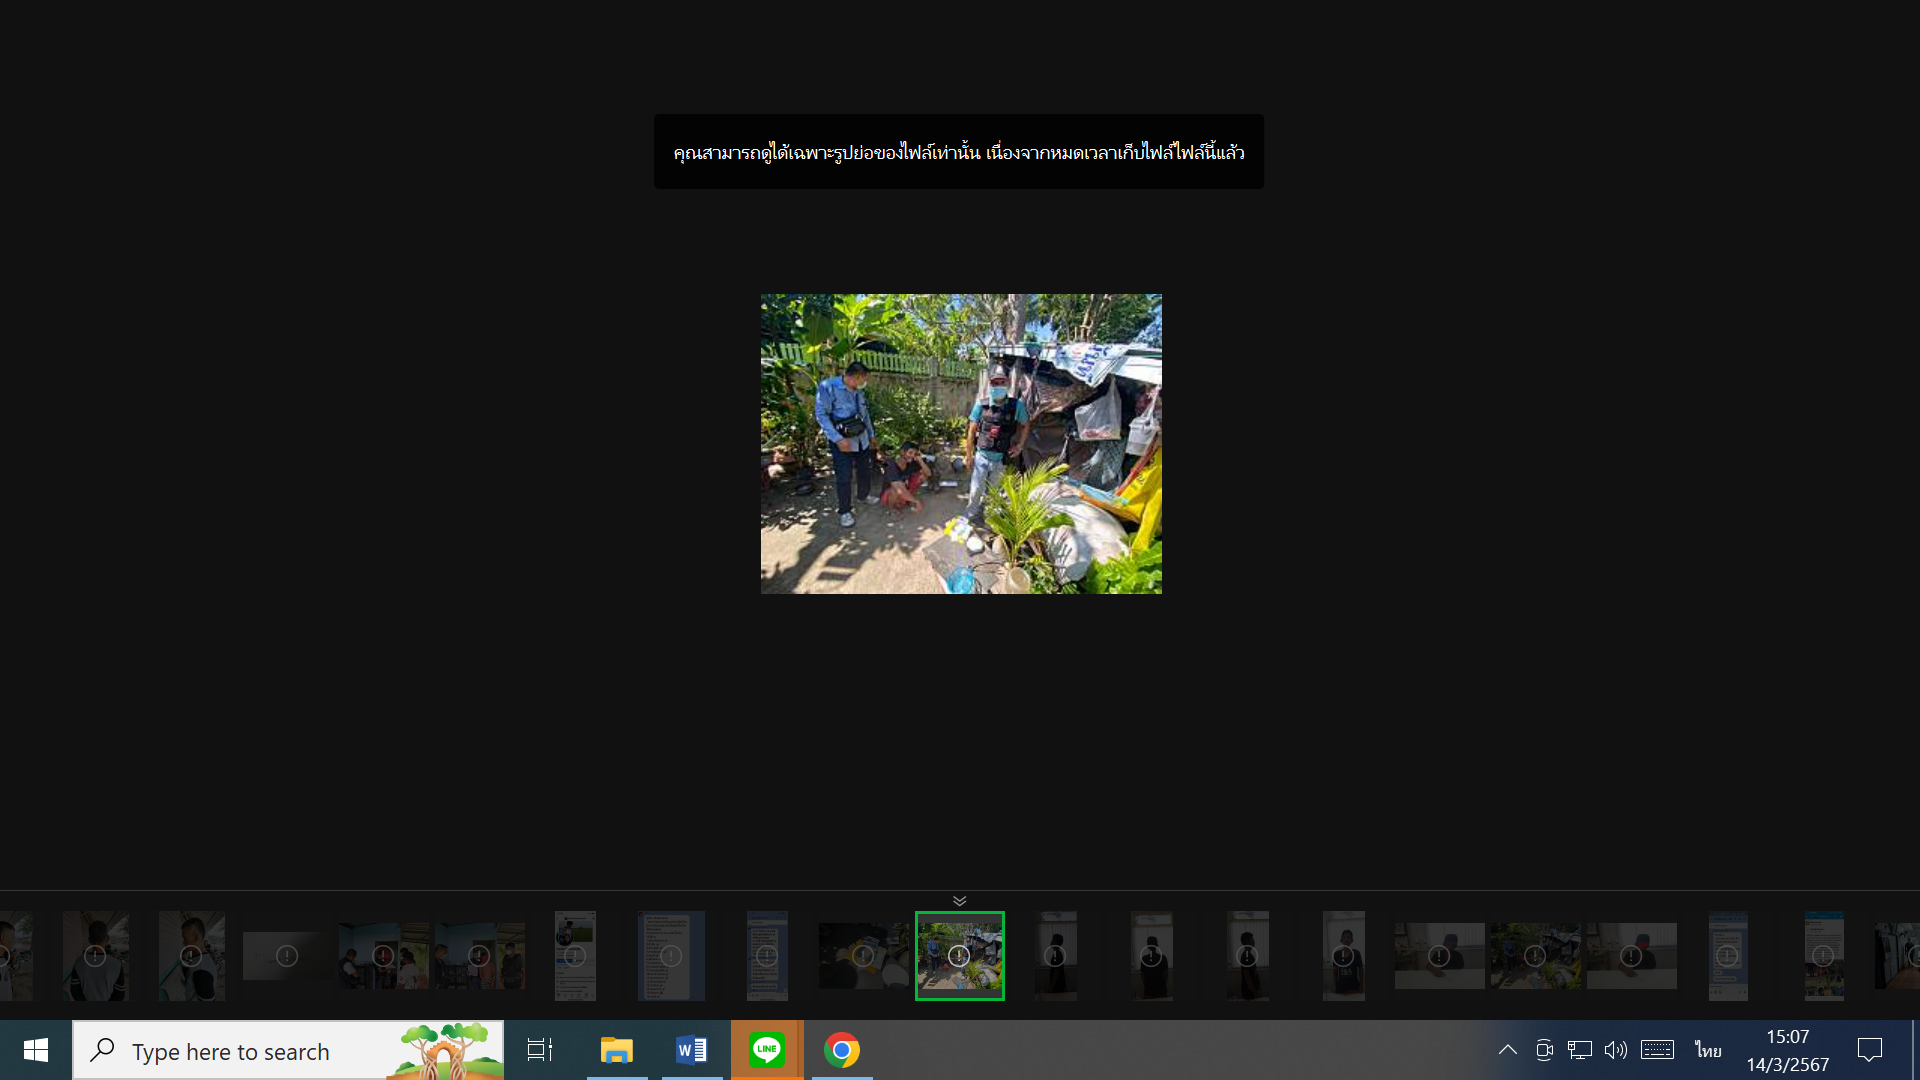 คุณสามารถดูได้เฉพาะรูปย่อของไฟล์เท่านั้น เนื่องจากหมดเวลาเก็บไฟล์ไฟล์นี้แล้ว
Type here to search
LINE
ไทย
15:07
14/3/2567